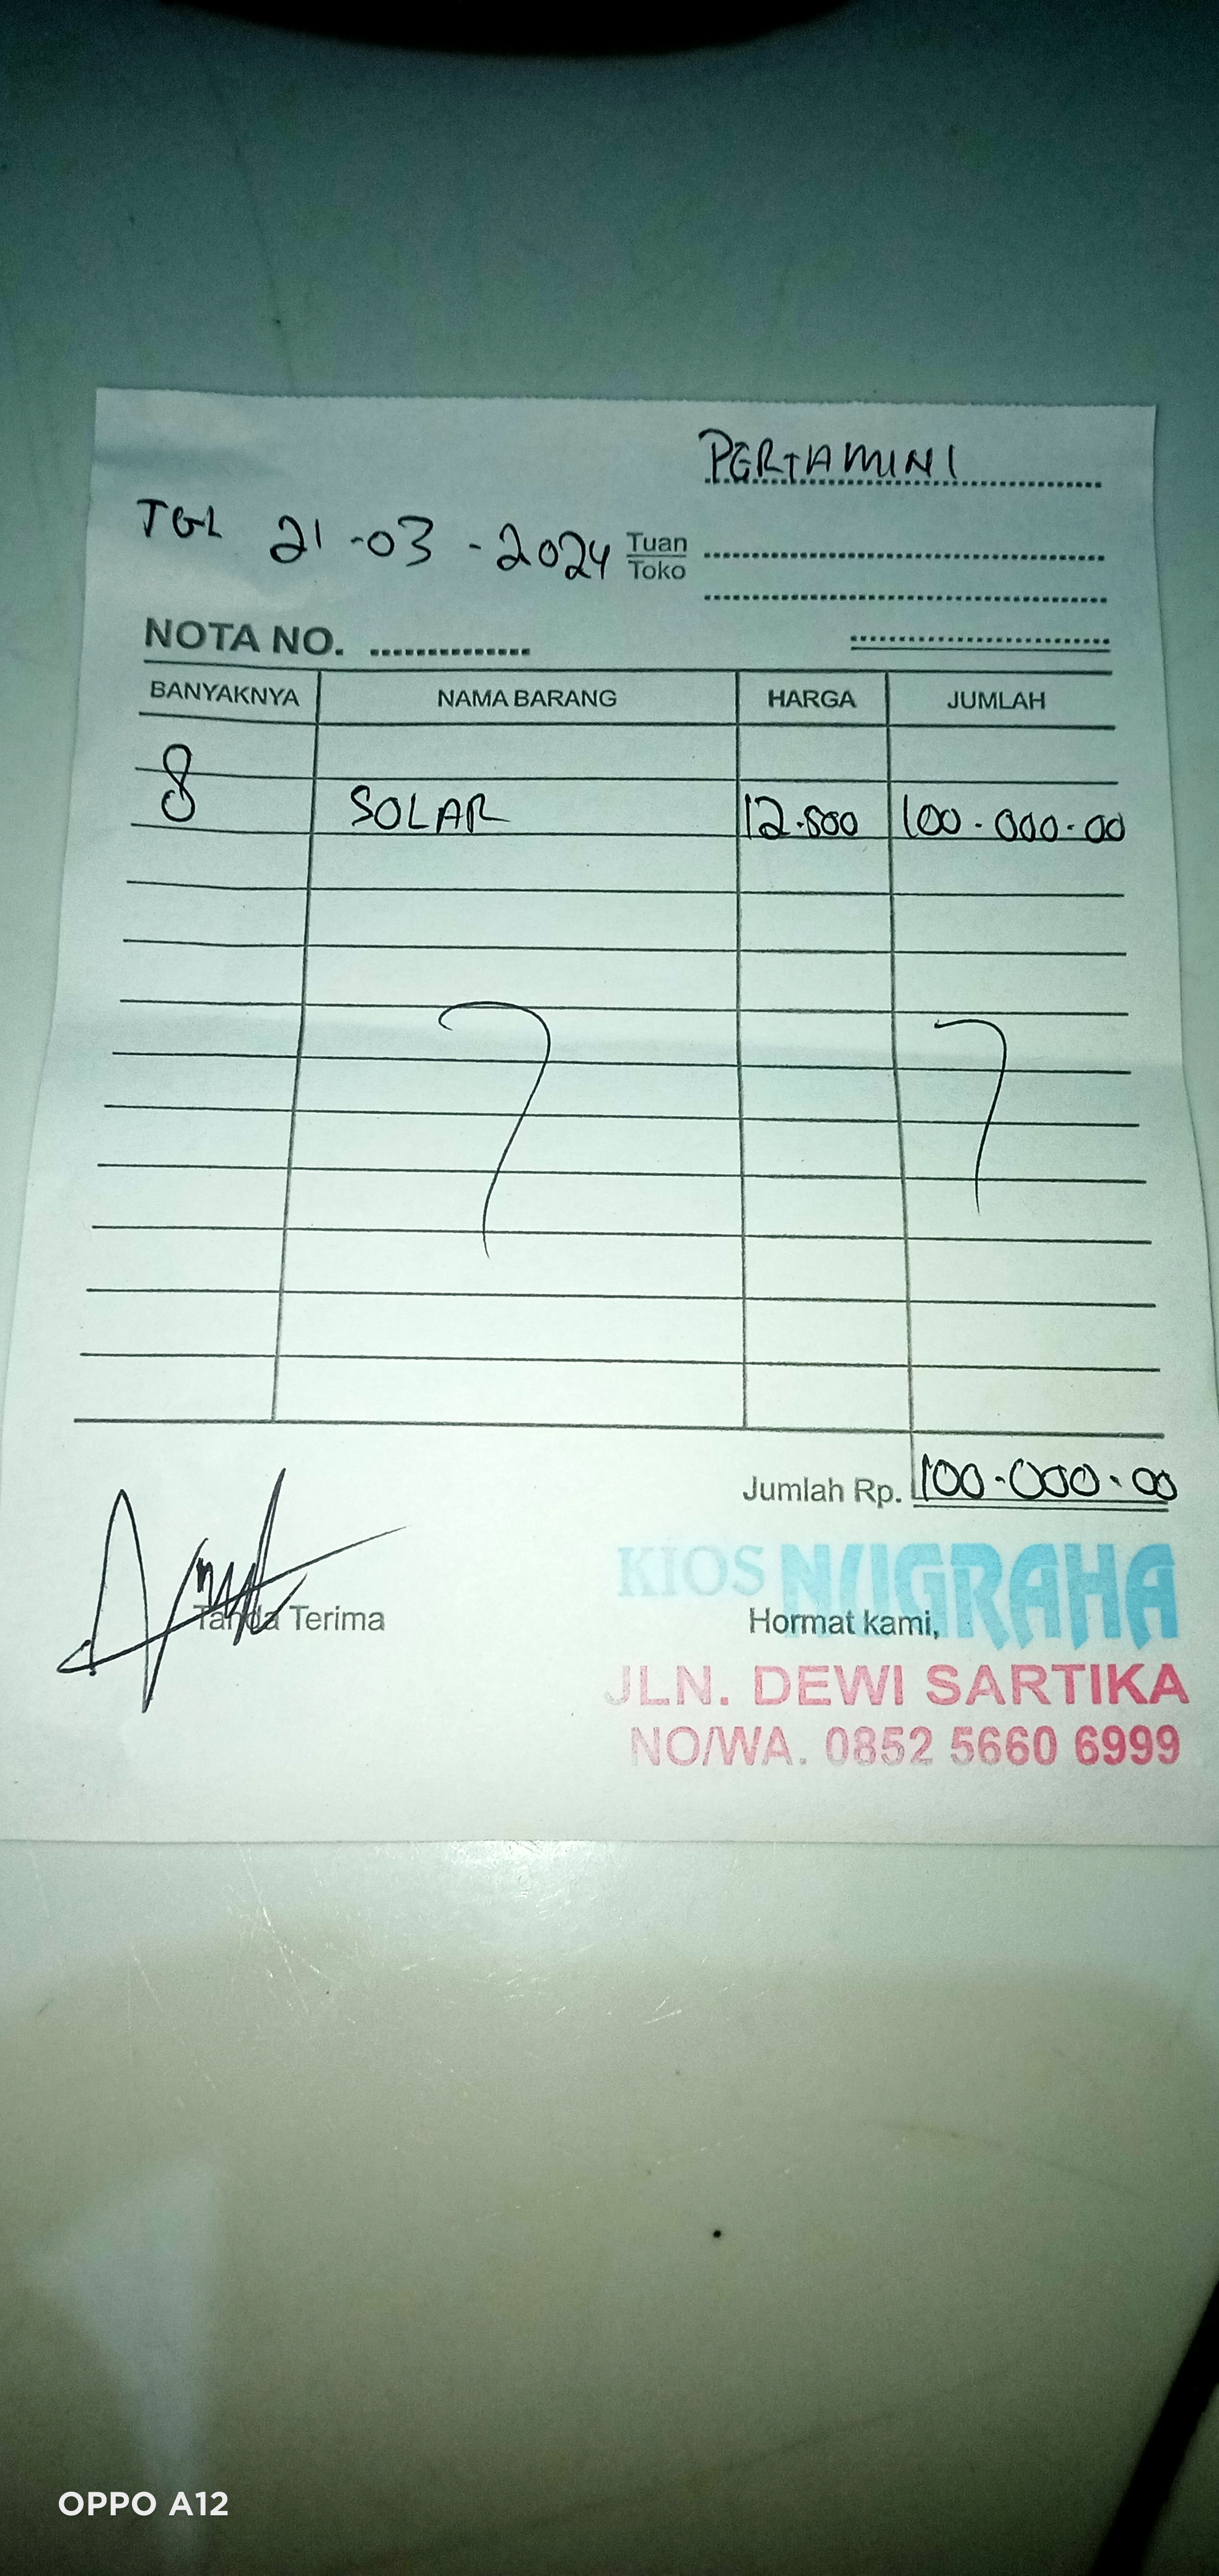 PERTAMINI
TGL 21-03-2024 Tuan
Toko
NOTA NO.
BANYAKNYA NAMA BARANG HARGA JUMLAH
8 SOLAR 12.500 100.000.00
Jumlah Rp. 100.000.00
KIOS NUGRAHA
Tanda Terima Hormat kami,
JLN. DEWI SARTIKA
NO/WA. 0852 5660 6999
OPPO A12